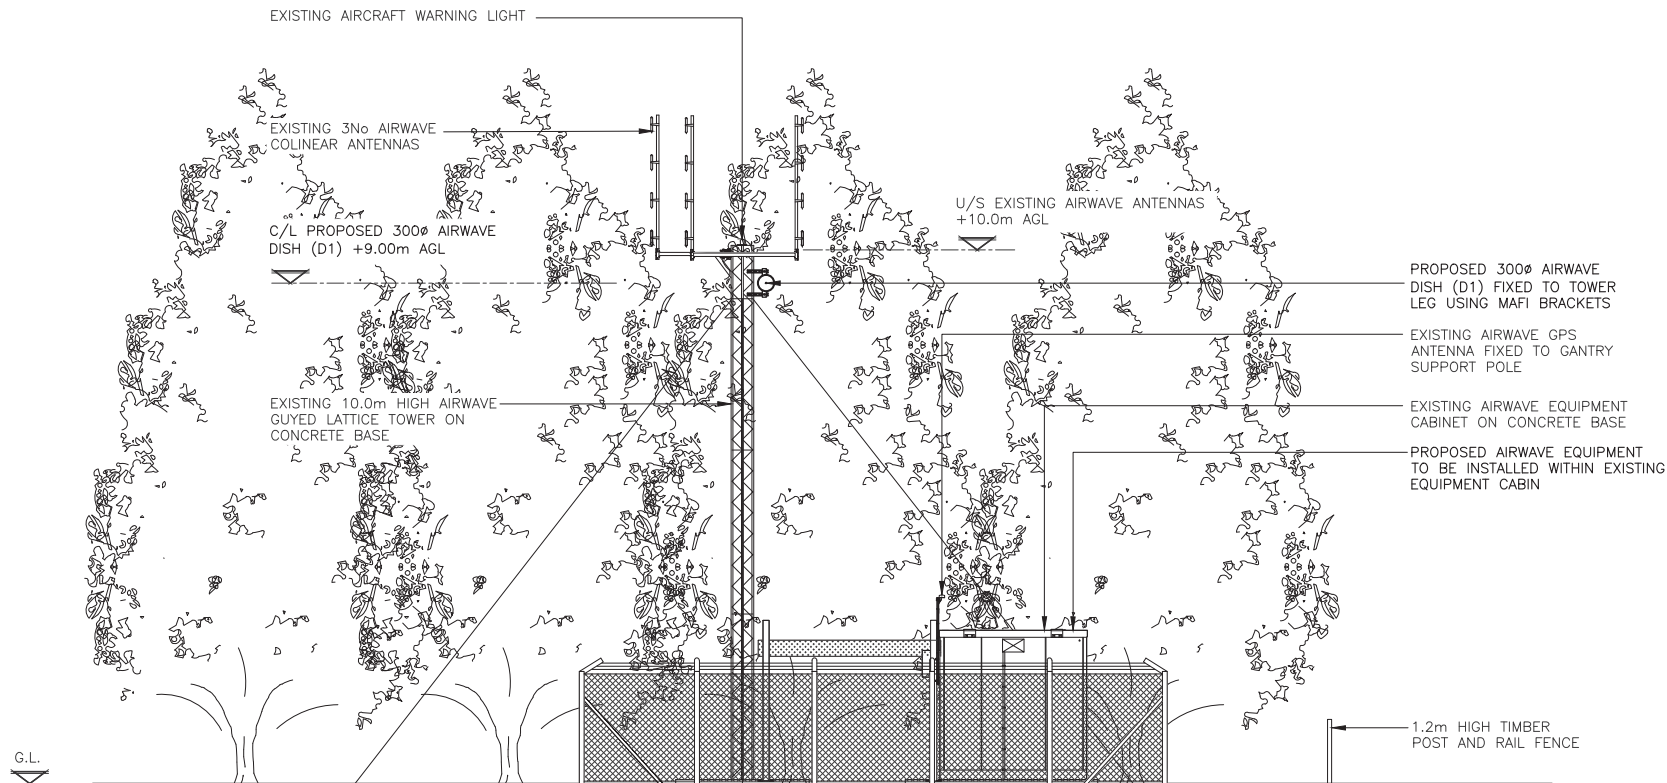 EXISTING AIRCRAFT WARNING LIGHT
EXISTING 3No AIRWAVE
COLINEAR ANTENNAS
C/L PROPOSED 300ø AIRWAVE
DISH (D1) +9.00m AGL
U/S EXISTING AIRWAVE ANTENNAS
+10.0m AGL
PROPOSED 300ø AIRWAVE
DISH (D1) FIXED TO TOWER
LEG USING MAFI BRACKETS
EXISTING AIRWAVE GPS
ANTENNA FIXED TO GANTRY
SUPPORT POLE
EXISTING 10.0m HIGH AIRWAVE
GUYED LATTICE TOWER ON
CONCRETE BASE
EXISTING AIRWAVE EQUIPMENT
CABINET ON CONCRETE BASE
PROPOSED AIRWAVE EQUIPMENT
TO BE INSTALLED WITHIN EXISTING
EQUIPMENT CABIN
1.2m HIGH TIMBER
POST AND RAIL FENCE
G.L.